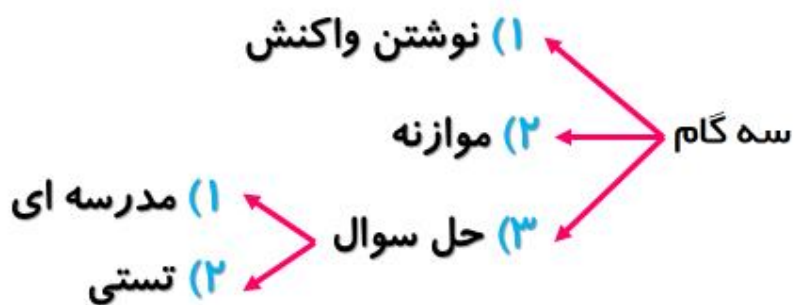 سه گام
۱) نوشتن واکنش
۲) موازنه
۳) حل سوال
۱) مدرسه ای
۲) تستی